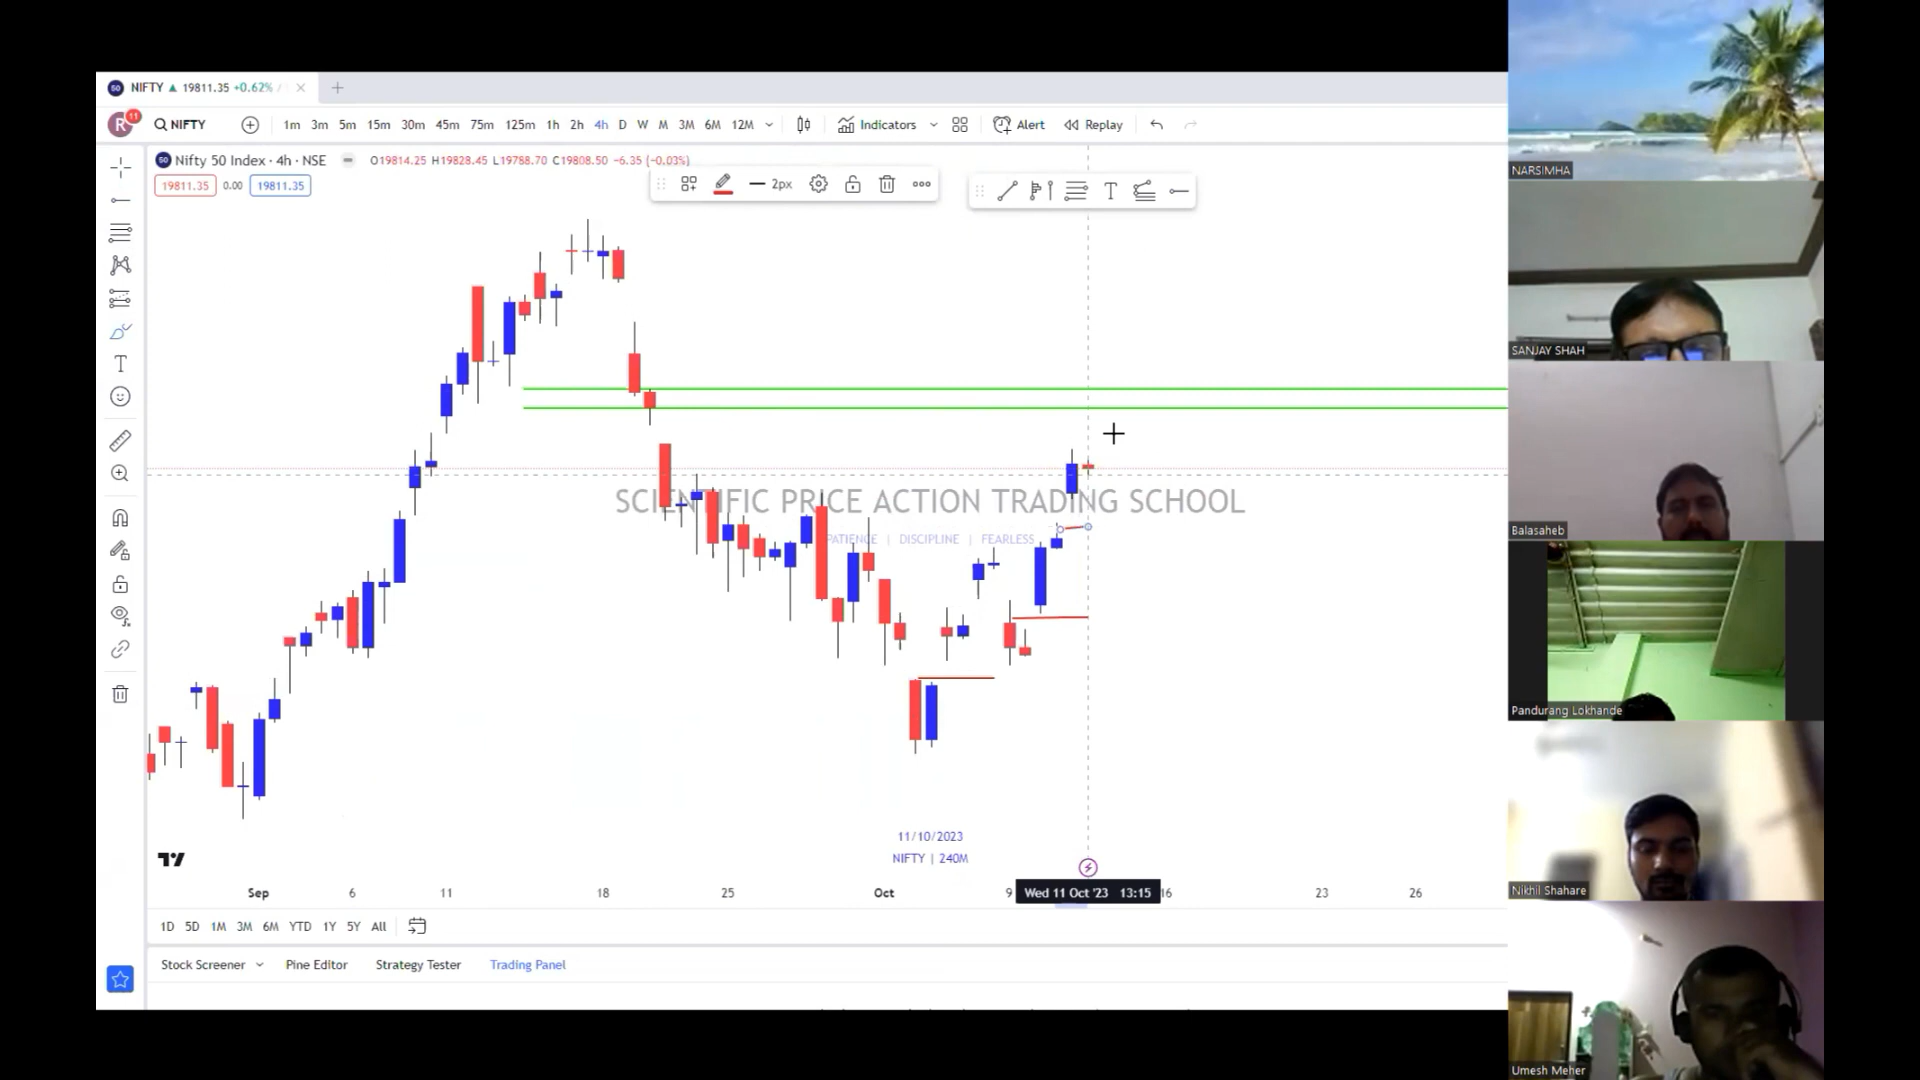 NIFTY ▲ 19811.35 +0.62% /
R 11 NIFTY 1m 3m 5m 15m 30m 45m 75m 125m 1h 2h 4h D W M 3M 6M 12M Indicators Alert Replay
50 Nifty 50 Index · 4h · NSE O19814.25 H19828.45 L19788.70 C19808.50 −6.35 (−0.03%)
19811.35 0.00 19811.35
2px
T
SCIENTIFIC PRICE ACTION TRADING SCHOOL
PATIENCE | DISCIPLINE | FEARLESS
11/10/2023
NIFTY | 240M
Sep 6 11 18 25 Oct 9 Wed 11 Oct '23 13:15 16 23 26
1D 5D 1M 3M 6M YTD 1Y 5Y All
Stock Screener Pine Editor Strategy Tester Trading Panel
NARSIMHA
SANJAY SHAH
Balasaheb
Pandurang Lokhande
Nikhil Shahare
Umesh Meher